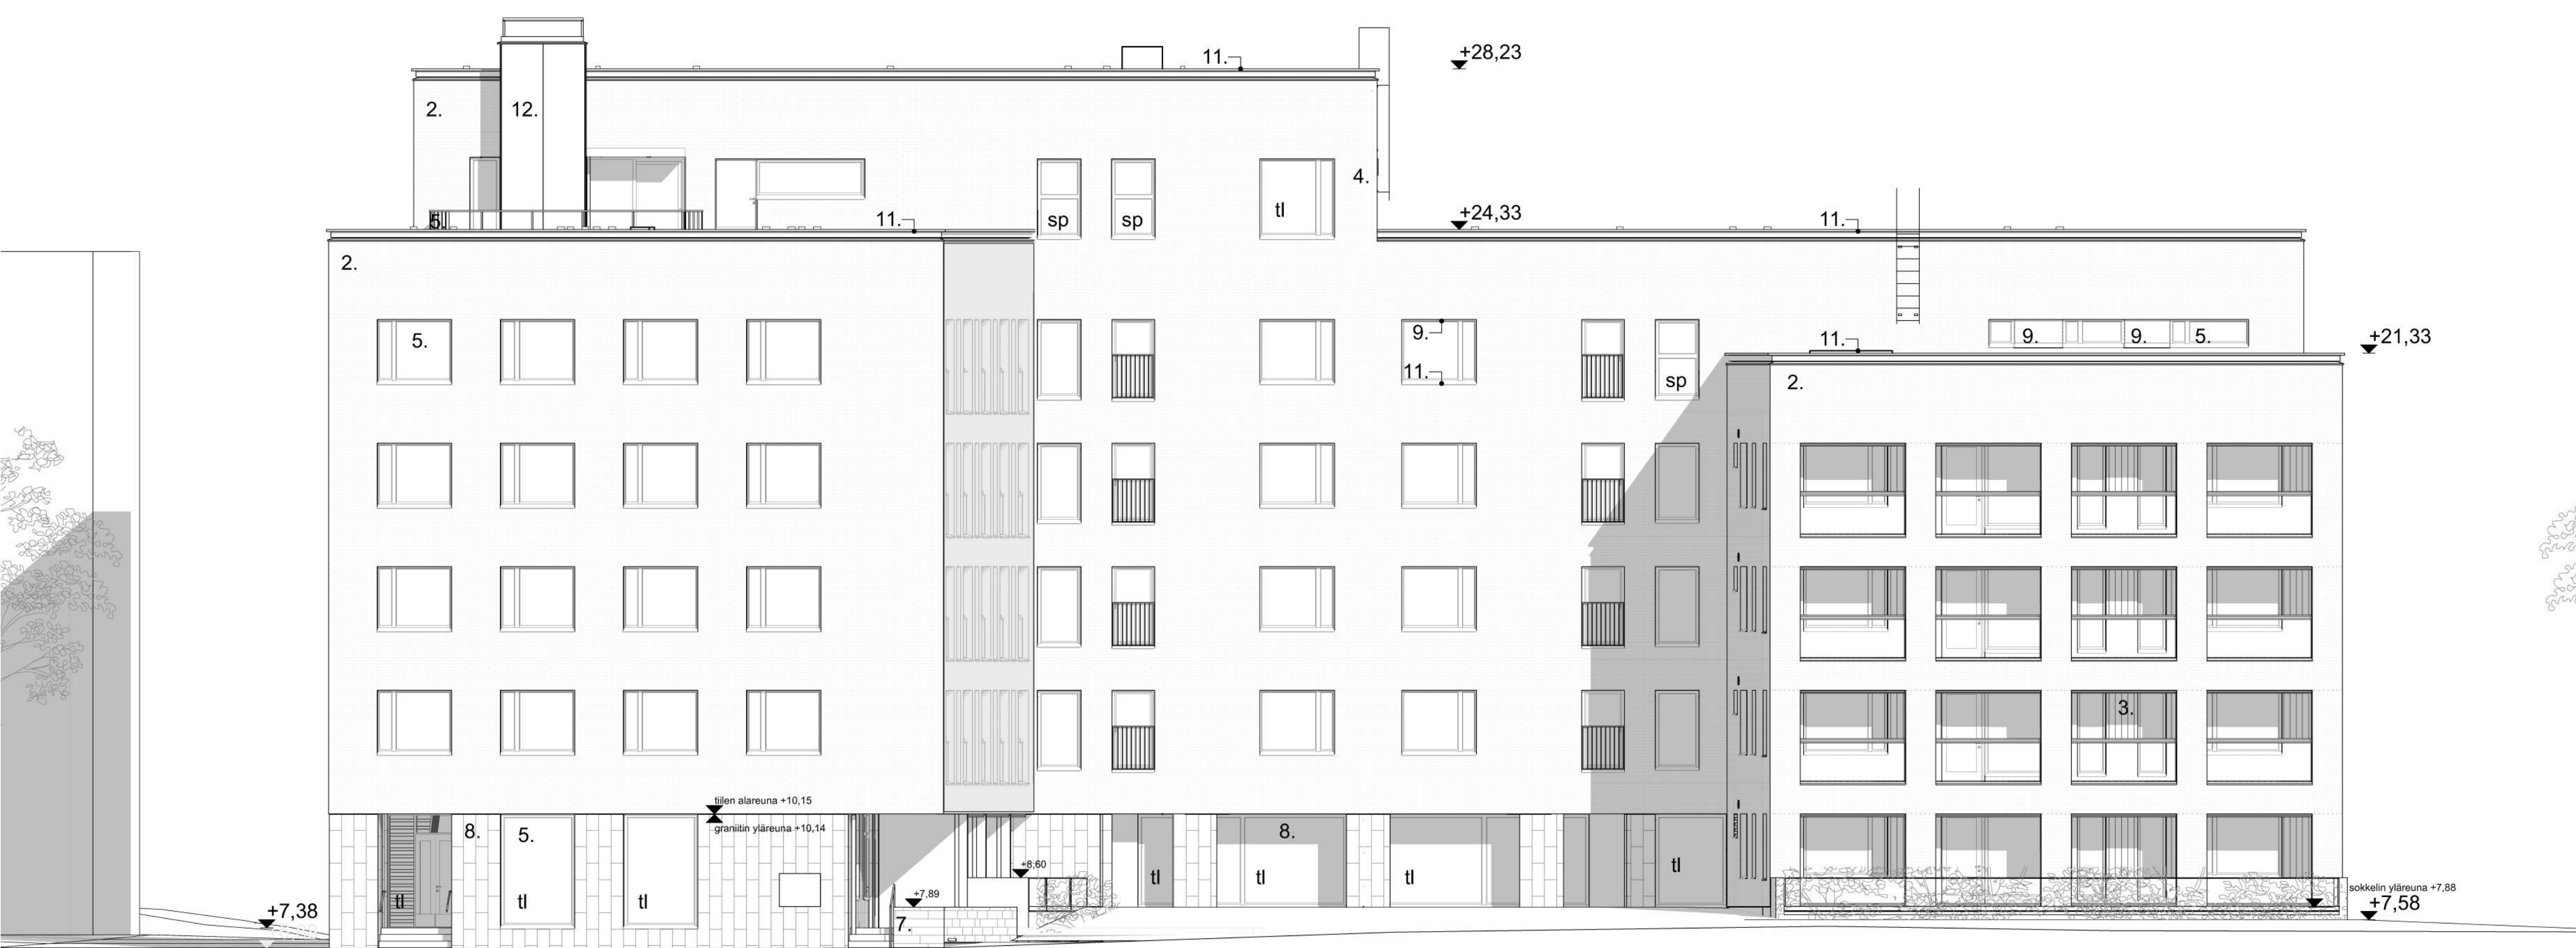 +28,23
11.
2.
12.
4.
sp
sp
tl
5.
11.
+24,33
11.
2.
5.
9.
11.
sp
11.
9.
9.
5.
+21,33
2.
3.
tiilen alareuna +10,15
graniitin yläreuna +10,14
8.
5.
8.
+8,60
tl
tl
tl
tl
tl
tl
tl
+7,89
7.
+7,38
sokkelin yläreuna +7,88
+7,58